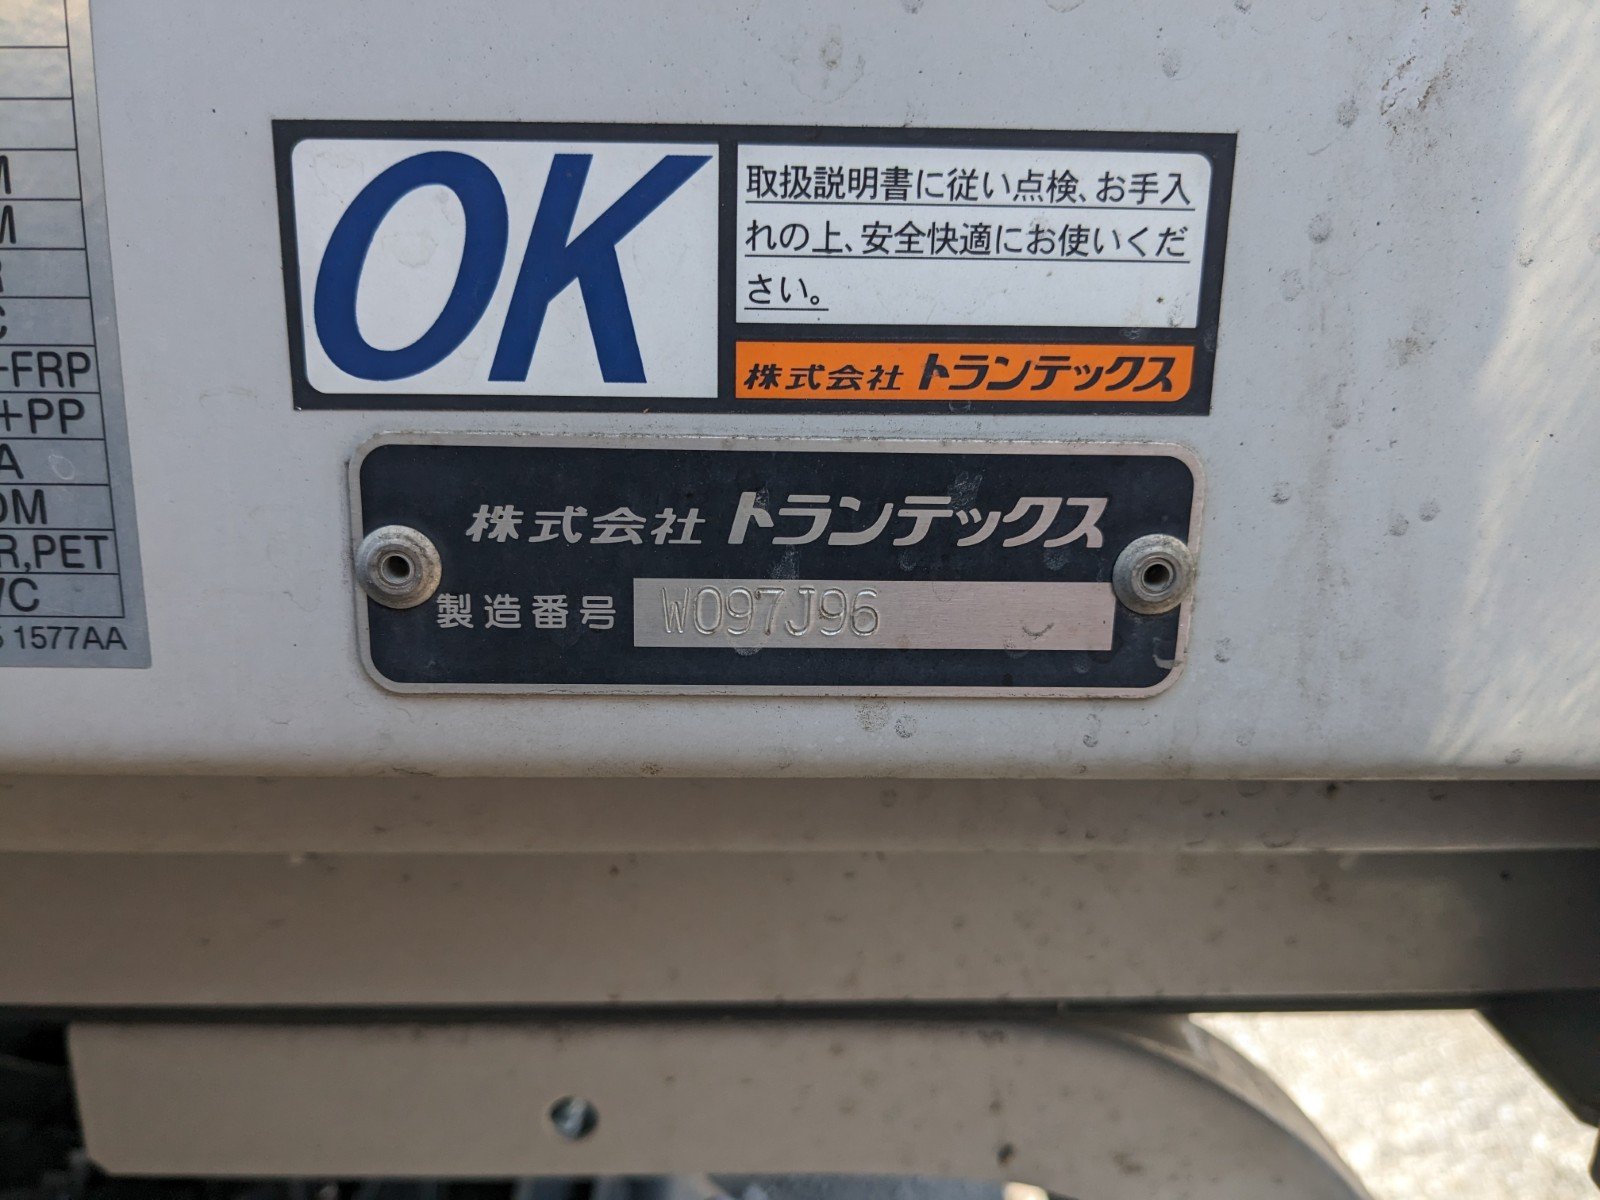 OK
取扱説明書に従い点検、お手入
れの上、安全快適にお使いくだ
さい。
株式会社 トランテックス
株式会社 トランテックス
製造番号 W097J96
M
M
R
C
+FRP
+PP
A
OM
R,PET
VC
1577AA